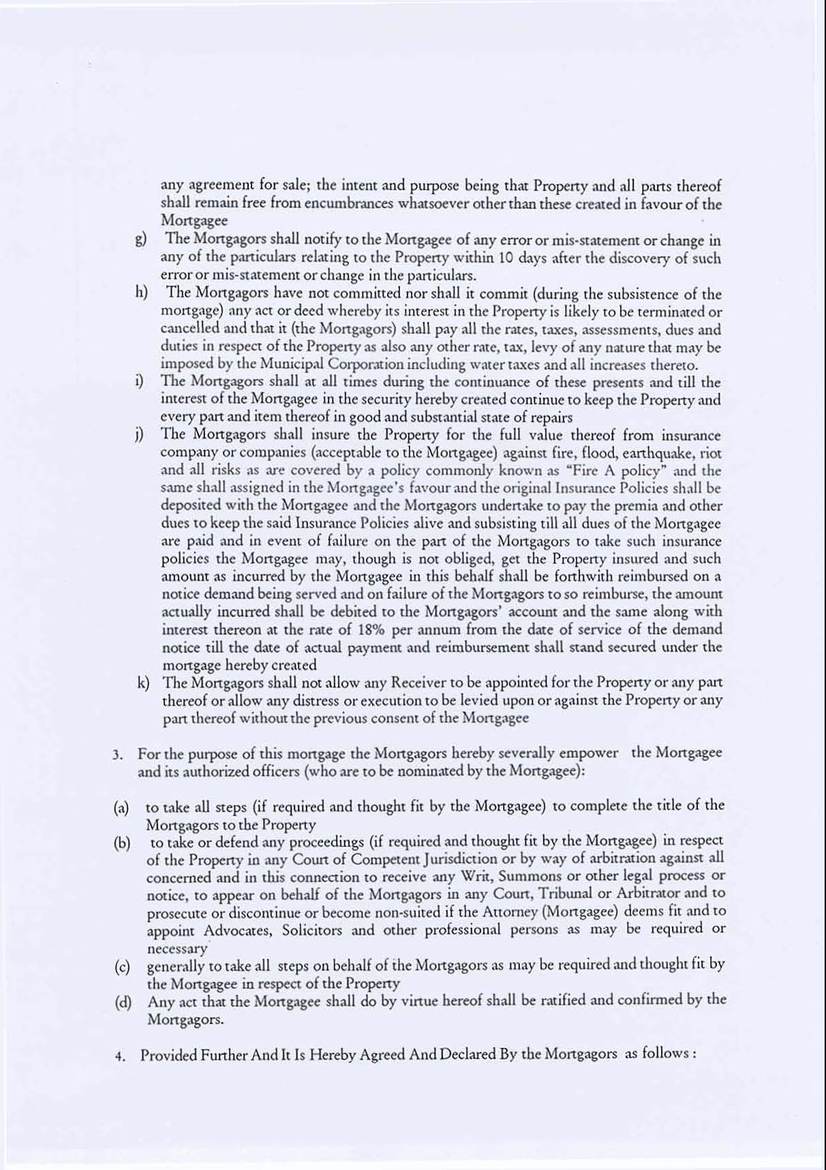 any agreement for sale; the intent and purpose being that Property and all parts thereof
shall remain free from encumbrances whatsoever other than these created in favour of the
Mortgagee
g) The Mortgagors shall notify to the Mortgagee of any error or mis-statement or change in
any of the particulars relating to the Property within 10 days after the discovery of such
error or mis-statement or change in the particulars.
h) The Mortgagors have not committed nor shall it commit (during the subsistence of the
mortgage) any act or deed whereby its interest in the Property is likely to be terminated or
cancelled and that it (the Mortgagors) shall pay all the rates, taxes, assessments, dues and
duties in respect of the Property as also any other rate, tax, levy of any nature that may be
imposed by the Municipal Corporation including water taxes and all increases thereto.
i) The Mortgagors shall at all times during the continuance of these presents and till the
interest of the Mortgagee in the security hereby created continue to keep the Property and
every part and item thereof in good and substantial state of repairs
j) The Mortgagors shall insure the Property for the full value thereof from insurance
company or companies (acceptable to the Mortgagee) against fire, flood, earthquake, riot
and all risks as are covered by a policy commonly known as “Fire A policy” and the
same shall assigned in the Mortgagee’s favour and the original Insurance Policies shall be
deposited with the Mortgagee and the Mortgagors undertake to pay the premia and other
dues to keep the said Insurance Policies alive and subsisting till all dues of the Mortgagee
are paid and in event of failure on the part of the Mortgagors to take such insurance
policies the Mortgagee may, though is not obliged, get the Property insured and such
amount as incurred by the Mortgagee in this behalf shall be forthwith reimbursed on a
notice demand being served and on failure of the Mortgagors to so reimburse, the amount
actually incurred shall be debited to the Mortgagors’ account and the same along with
interest thereon at the rate of 18% per annum from the date of service of the demand
notice till the date of actual payment and reimbursement shall stand secured under the
mortgage hereby created
k) The Mortgagors shall not allow any Receiver to be appointed for the Property or any part
thereof or allow any distress or execution to be levied upon or against the Property or any
part thereof without the previous consent of the Mortgagee
3. For the purpose of this mortgage the Mortgagors hereby severally empower the Mortgagee
and its authorized officers (who are to be nominated by the Mortgagee):
(a) to take all steps (if required and thought fit by the Mortgagee) to complete the title of the
Mortgagors to the Property
(b) to take or defend any proceedings (if required and thought fit by the Mortgagee) in respect
of the Property in any Court of Competent Jurisdiction or by way of arbitration against all
concerned and in this connection to receive any Writ, Summons or other legal process or
notice, to appear on behalf of the Mortgagors in any Court, Tribunal or Arbitrator and to
prosecute or discontinue or become non-suited if the Attorney (Mortgagee) deems fit and to
appoint Advocates, Solicitors and other professional persons as may be required or
necessary
(c) generally to take all steps on behalf of the Mortgagors as may be required and thought fit by
the Mortgagee in respect of the Property
(d) Any act that the Mortgagee shall do by virtue hereof shall be ratified and confirmed by the
Mortgagors.
4. Provided Further And It Is Hereby Agreed And Declared By the Mortgagors as follows :